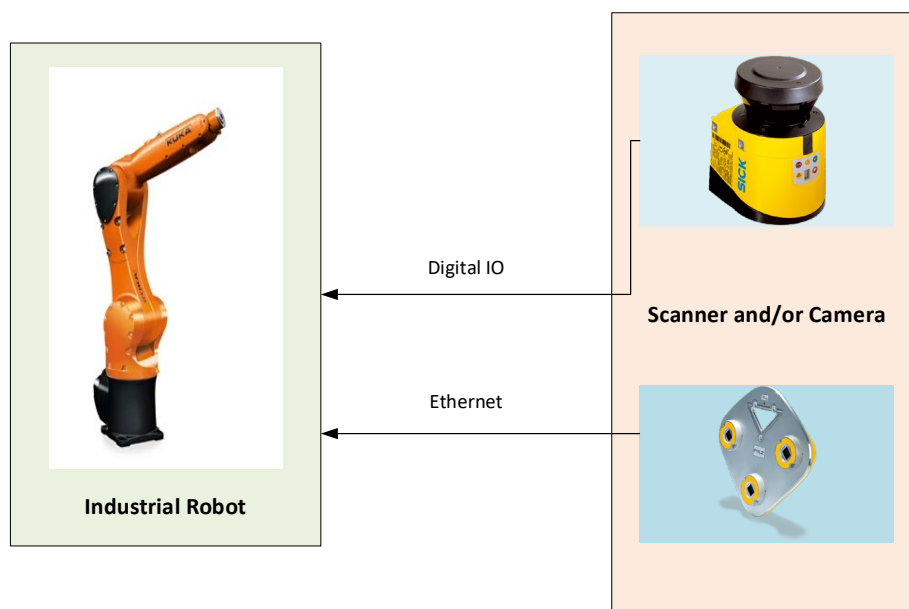 KUKA
SICK
Digital IO
Scanner and/or Camera
Ethernet
Industrial Robot